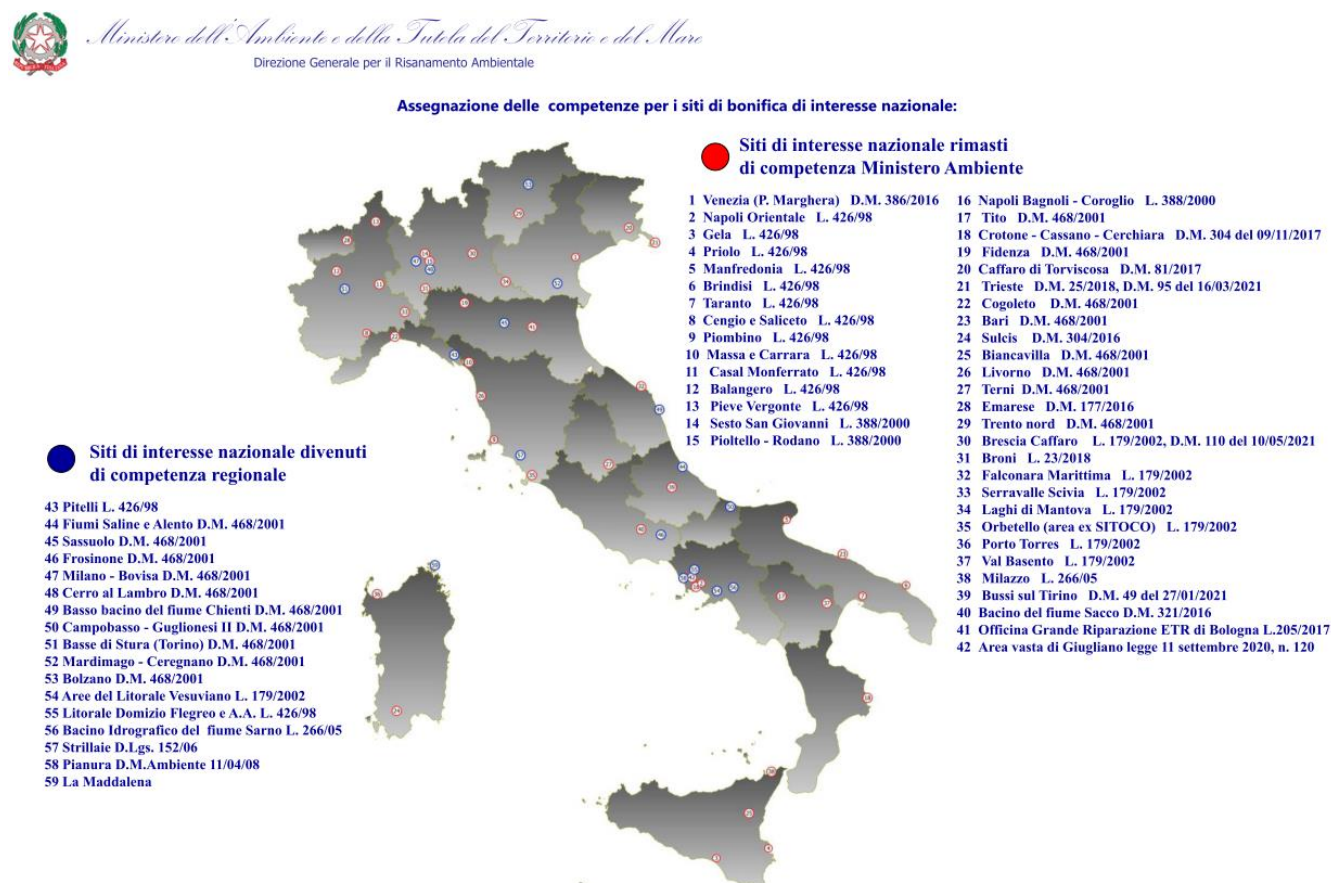 Ministero dell'Ambiente e della Tutela del Territorio e del Mare
Direzione Generale per il Risanamento Ambientale
Assegnazione delle competenze per i siti di bonifica di interesse nazionale:
Siti di interesse nazionale rimasti
di competenza Ministero Ambiente
1 Venezia (P. Marghera) D.M. 386/2016
2 Napoli Orientale L. 426/98
3 Gela L. 426/98
4 Priolo L. 426/98
5 Manfredonia L. 426/98
6 Brindisi L. 426/98
7 Taranto L. 426/98
8 Cengio e Saliceto L. 426/98
9 Piombino L. 426/98
10 Massa e Carrara L. 426/98
11 Casal Monferrato L. 426/98
12 Balangero L. 426/98
13 Pieve Vergonte L. 426/98
14 Sesto San Giovanni L. 388/2000
15 Pioltello - Rodano L. 388/2000
16 Napoli Bagnoli - Coroglio L. 388/2000
17 Tito D.M. 468/2001
18 Crotone - Cassano - Cerchiara D.M. 304 del 09/11/2017
19 Fidenza D.M. 468/2001
20 Caffaro di Torviscosa D.M. 81/2017
21 Trieste D.M. 25/2018, D.M. 95 del 16/03/2021
22 Cogoleto D.M. 468/2001
23 Bari D.M. 468/2001
24 Sulcis D.M. 304/2016
25 Biancavilla D.M. 468/2001
26 Livorno D.M. 468/2001
27 Terni D.M. 468/2001
28 Emarese D.M. 177/2016
29 Trento nord D.M. 468/2001
30 Brescia Caffaro L. 179/2002, D.M. 110 del 10/05/2021
31 Broni L. 23/2018
32 Falconara Marittima L. 179/2002
33 Serravalle Scivia L. 179/2002
34 Laghi di Mantova L. 179/2002
35 Orbetello (area ex SITOCO) L. 179/2002
36 Porto Torres L. 179/2002
37 Val Basento L. 179/2002
38 Milazzo L. 266/05
39 Bussi sul Tirino D.M. 49 del 27/01/2021
40 Bacino del fiume Sacco D.M. 321/2016
41 Officina Grande Riparazione ETR di Bologna L.205/2017
42 Area vasta di Giugliano legge 11 settembre 2020, n. 120
Siti di interesse nazionale divenuti
di competenza regionale
43 Pitelli L. 426/98
44 Fiumi Saline e Alento D.M. 468/2001
45 Sassuolo D.M. 468/2001
46 Frosinone D.M. 468/2001
47 Milano - Bovisa D.M. 468/2001
48 Cerro al Lambro D.M. 468/2001
49 Basso bacino del fiume Chienti D.M. 468/2001
50 Campobasso - Guglionesi II D.M. 468/2001
51 Basse di Stura (Torino) D.M. 468/2001
52 Mardimago - Ceregnano D.M. 468/2001
53 Bolzano D.M. 468/2001
54 Aree del Litorale Vesuviano L. 179/2002
55 Litorale Domizio Flegreo e A.A. L. 426/98
56 Bacino Idrografico del fiume Sarno L. 266/05
57 Strillaie D.Lgs. 152/06
58 Pianura D.M.Ambiente 11/04/08
59 La Maddalena